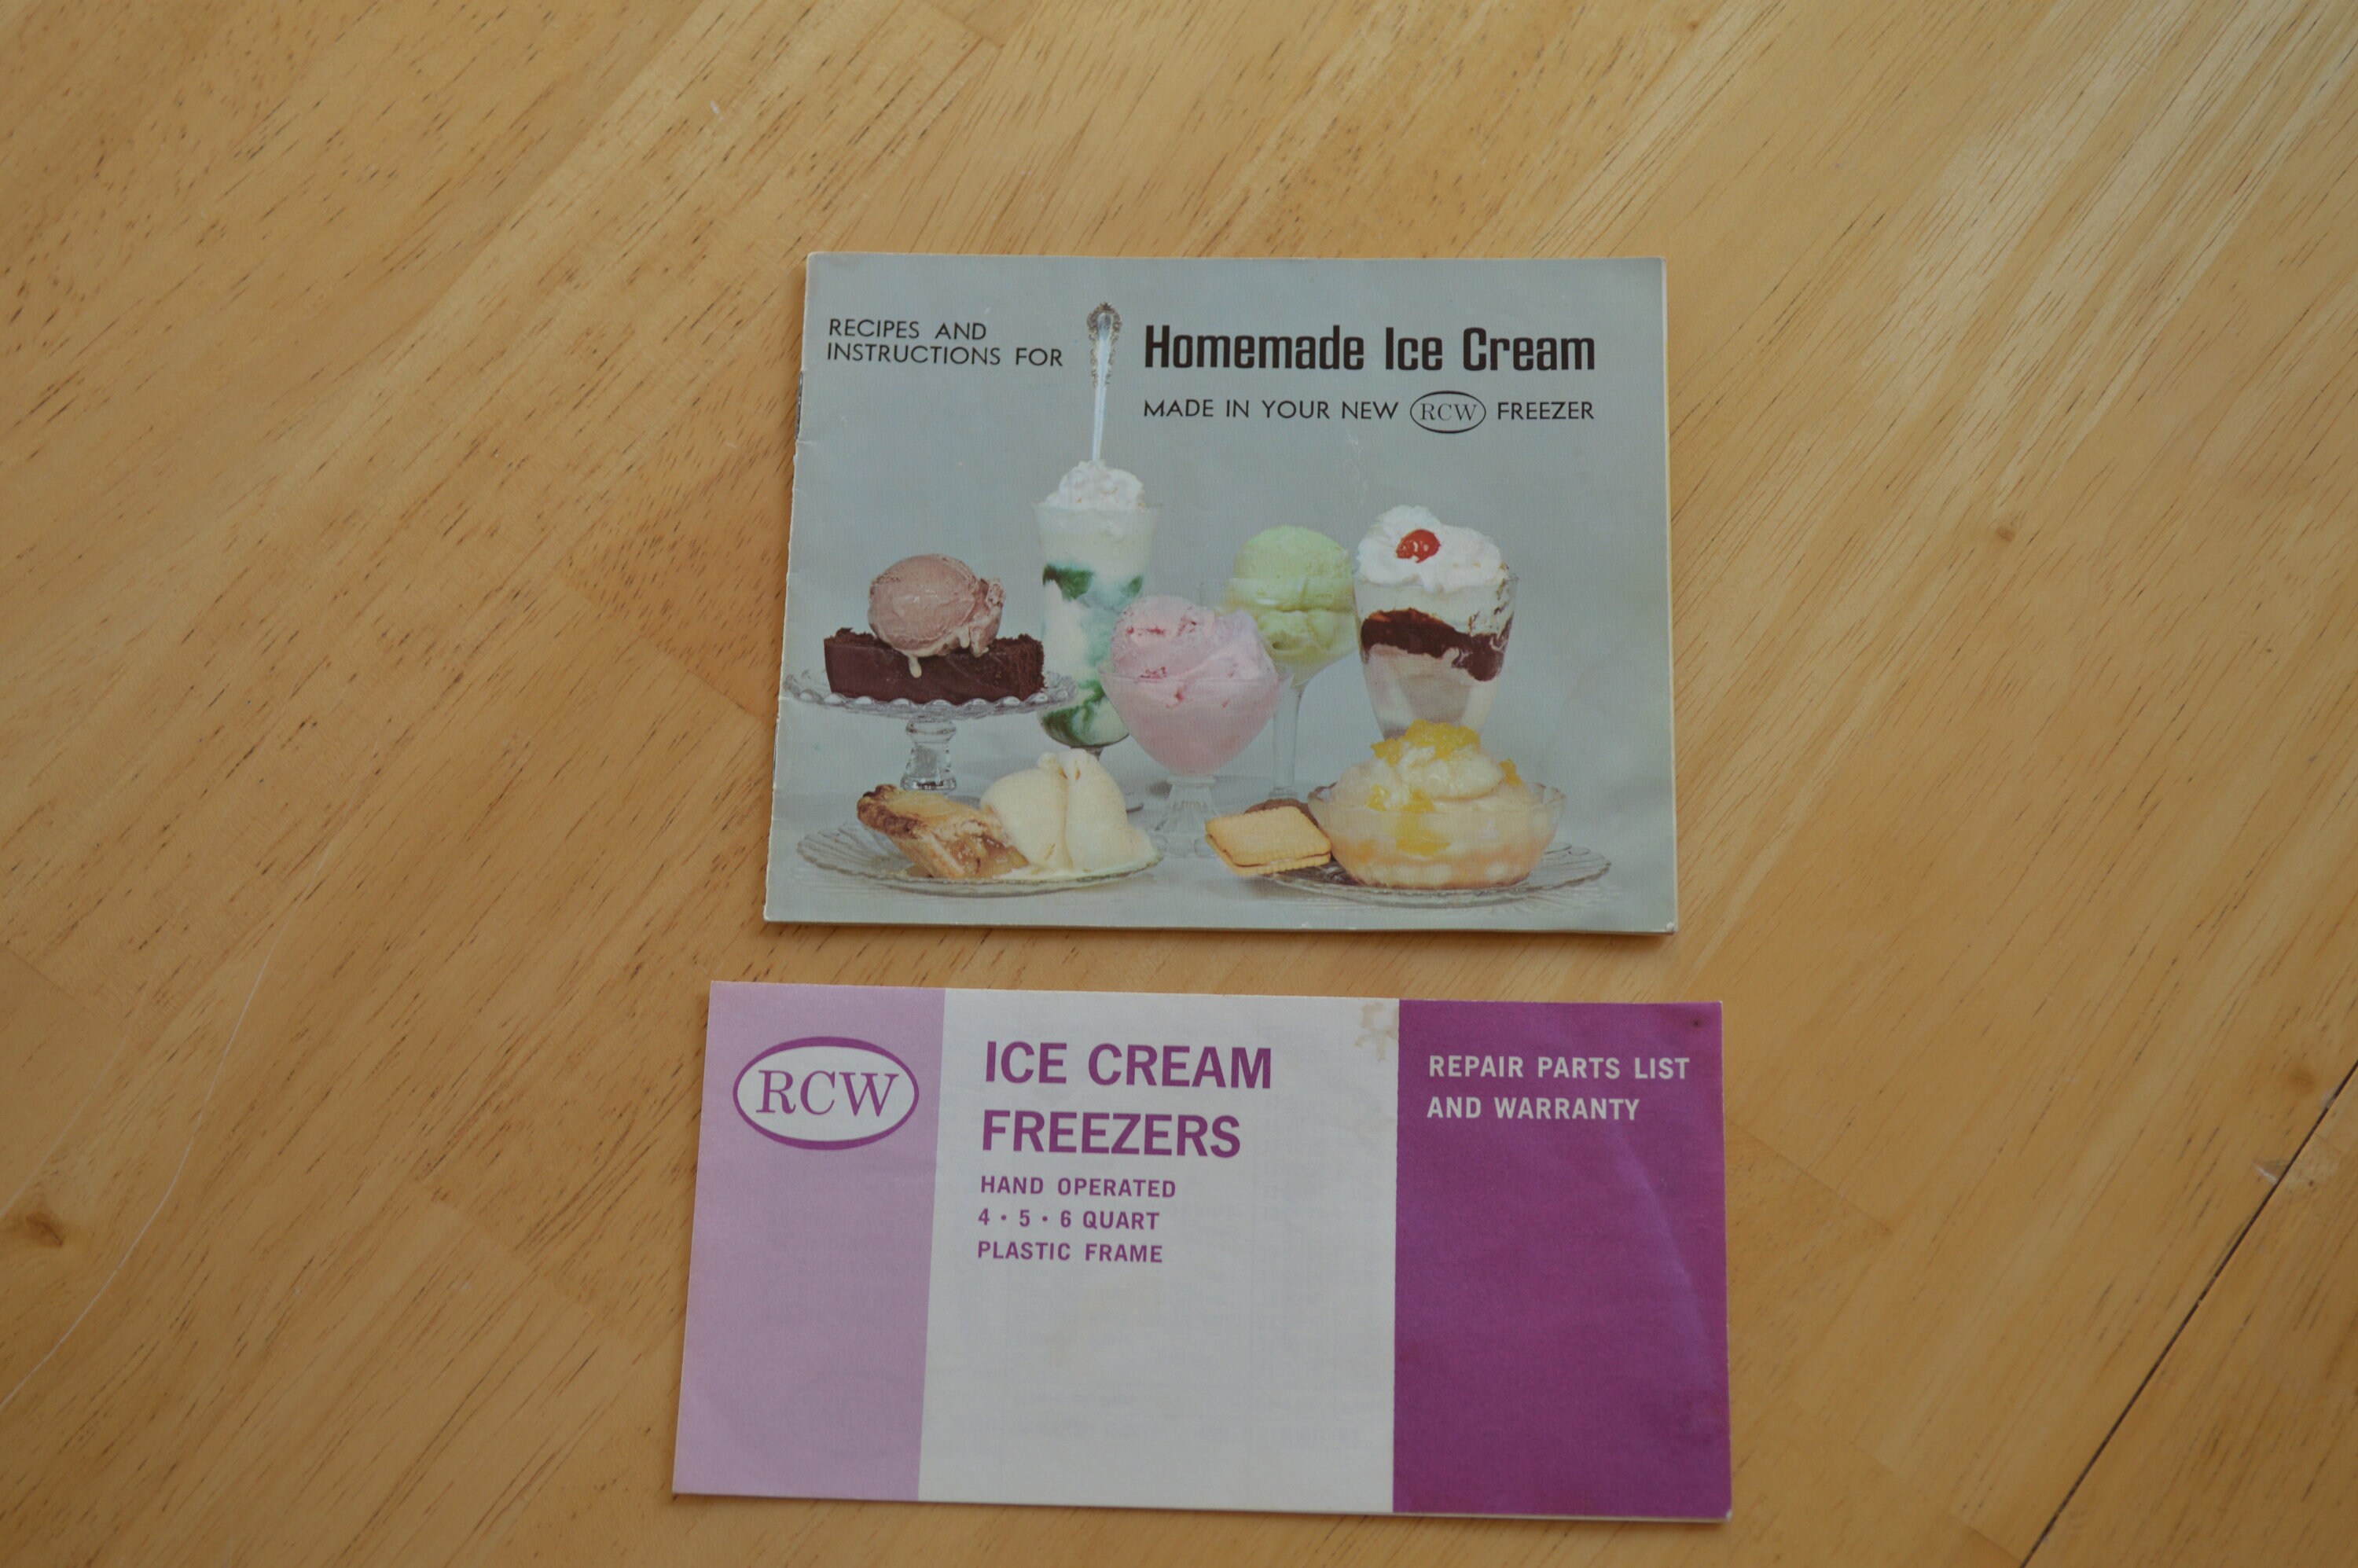 RECIPES AND
INSTRUCTIONS FOR
Homemade Ice Cream
MADE IN YOUR NEW RCW FREEZER
RCW
ICE CREAM
FREEZERS
HAND OPERATED
4 • 5 • 6 QUART
PLASTIC FRAME
REPAIR PARTS LIST
AND WARRANTY